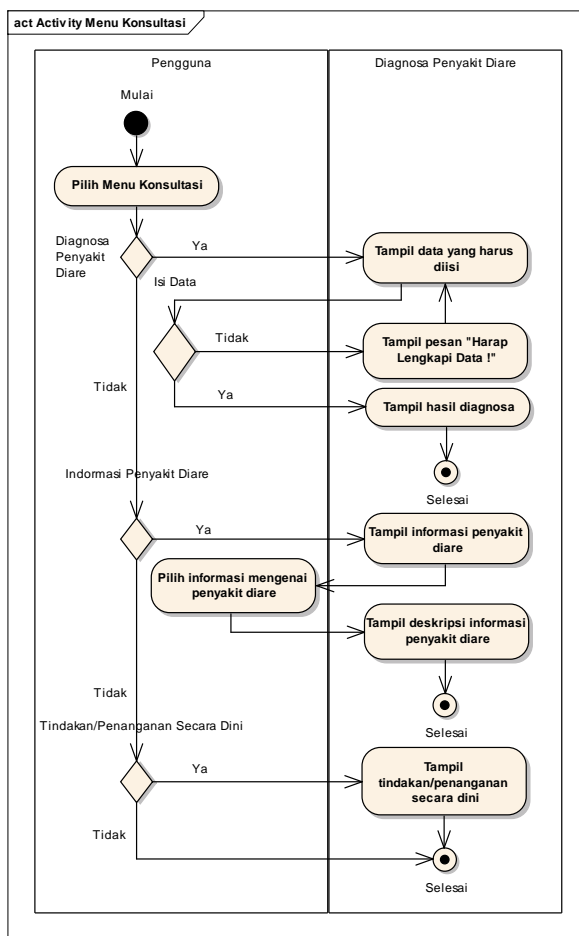 act Activity Menu Konsultasi
Pengguna
Diagnosa Penyakit Diare
Mulai
Pilih Menu Konsultasi
Diagnosa
Penyakit
Diare
Ya
Tampil data yang harus
diisi
Isi Data
Tidak
Tampil pesan "Harap
Lengkapi Data !"
Tidak
Ya
Tampil hasil diagnosa
Indormasi Penyakit Diare
Selesai
Ya
Tampil informasi penyakit
diare
Pilih informasi mengenai
penyakit diare
Tampil deskripsi informasi
penyakit diare
Tidak
Selesai
Tindakan/Penanganan Secara Dini
Ya
Tampil
tindakan/penanganan
secara dini
Tidak
Selesai